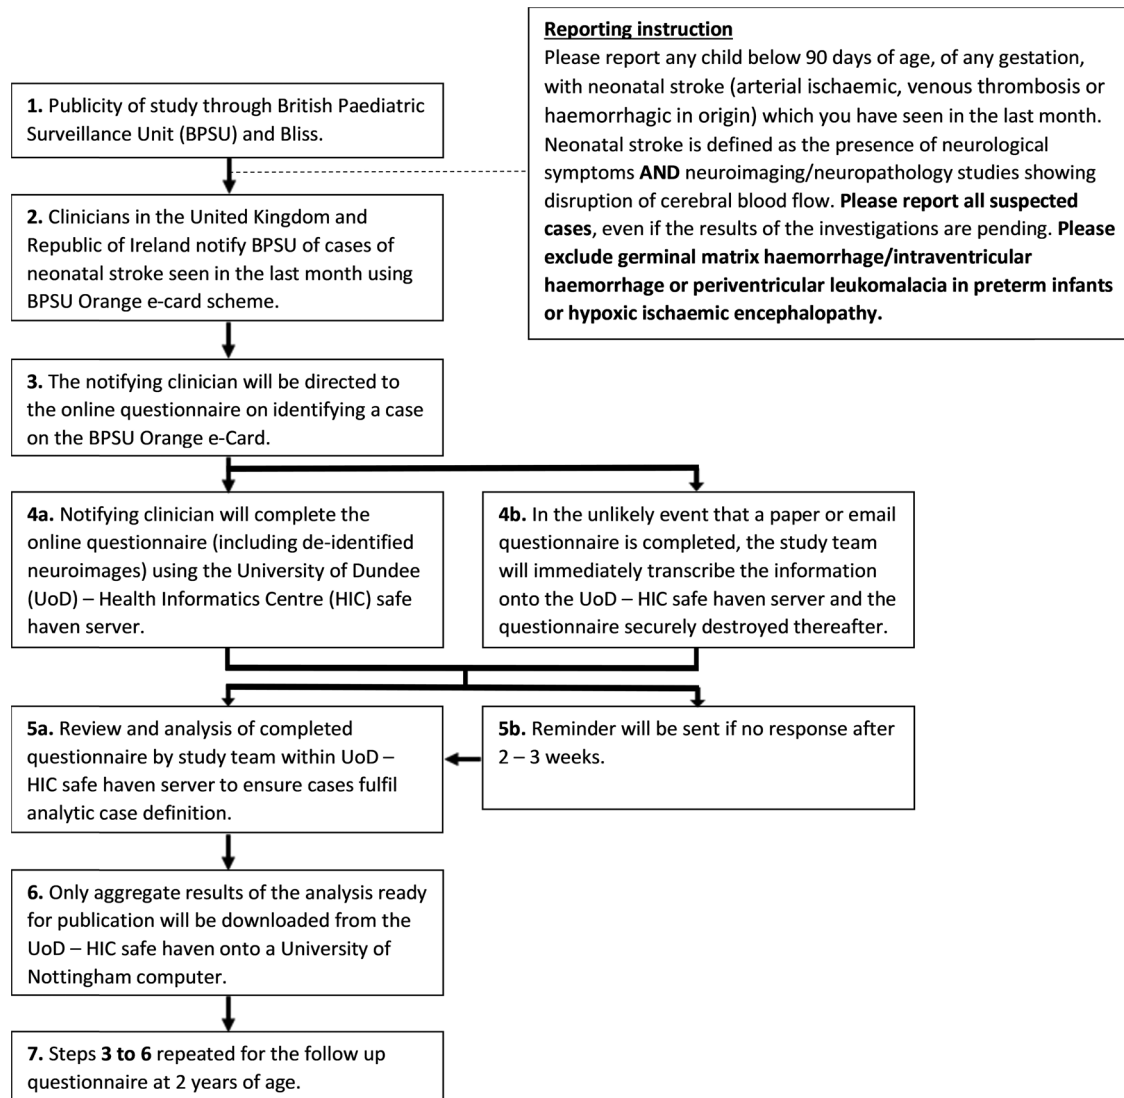 Reporting instruction
Please report any child below 90 days of age, of any gestation,
with neonatal stroke (arterial ischaemic, venous thrombosis or
haemorrhagic in origin) which you have seen in the last month.
Neonatal stroke is defined as the presence of neurological
symptoms AND neuroimaging/neuropathology studies showing
disruption of cerebral blood flow. Please report all suspected
cases, even if the results of the investigations are pending. Please
exclude germinal matrix haemorrhage/intraventricular
haemorrhage or periventricular leukomalacia in preterm infants
or hypoxic ischaemic encephalopathy.
1. Publicity of study through British Paediatric
Surveillance Unit (BPSU) and Bliss.
2. Clinicians in the United Kingdom and
Republic of Ireland notify BPSU of cases of
neonatal stroke seen in the last month using
BPSU Orange e-card scheme.
3. The notifying clinician will be directed to
the online questionnaire on identifying a case
on the BPSU Orange e-Card.
4a. Notifying clinician will complete the
online questionnaire (including de-identified
neuroimages) using the University of Dundee
(UoD) – Health Informatics Centre (HIC) safe
haven server.
4b. In the unlikely event that a paper or email
questionnaire is completed, the study team
will immediately transcribe the information
onto the UoD – HIC safe haven server and the
questionnaire securely destroyed thereafter.
5a. Review and analysis of completed
questionnaire by study team within UoD –
HIC safe haven server to ensure cases fulfil
analytic case definition.
5b. Reminder will be sent if no response after
2 – 3 weeks.
6. Only aggregate results of the analysis ready
for publication will be downloaded from the
UoD – HIC safe haven onto a University of
Nottingham computer.
7. Steps 3 to 6 repeated for the follow up
questionnaire at 2 years of age.